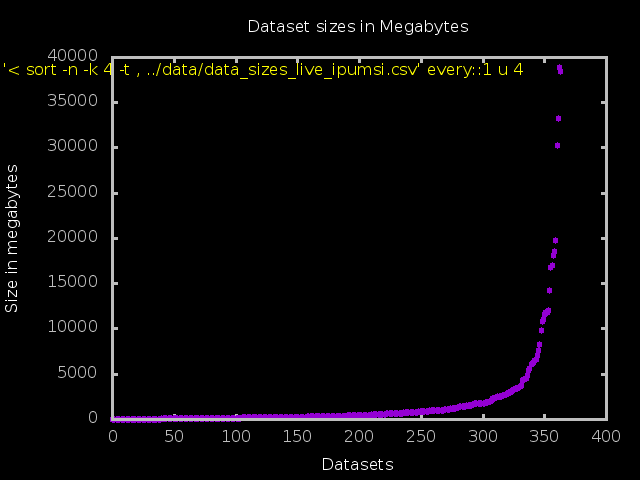 Dataset sizes in Megabytes
'< sort -n -k 4 -t , ../data/data_sizes_live_ipumsi.csv' every::1 u 4
40000
35000
30000
25000
20000
15000
10000
5000
0
Size in megabytes
0 50 100 150 200 250 300 350 400
Datasets